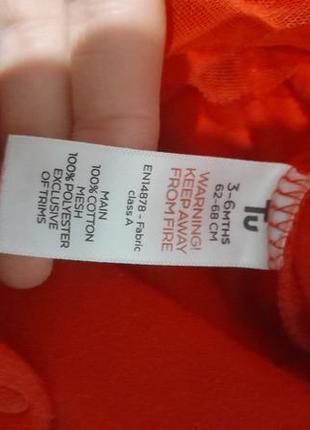 Tu
3-6MTHS
62-68 CM
WARNING!
KEEP AWAY
FROM FIRE
EN14878 - Fabric
class A
MAIN
100% COTTON
MESH
100% POLYESTER
EXCLUSIVE
OF TRIMS